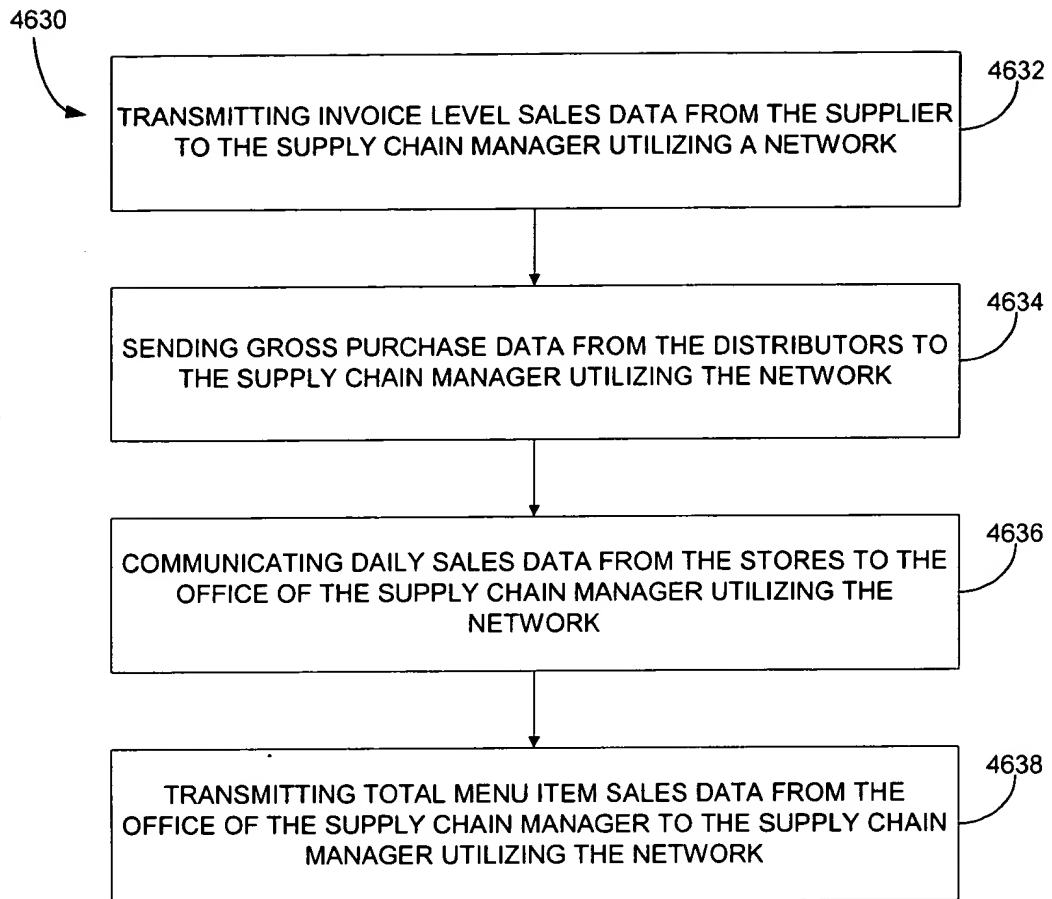 4630
4632
TRANSMITTING INVOICE LEVEL SALES DATA FROM THE SUPPLIER
TO THE SUPPLY CHAIN MANAGER UTILIZING A NETWORK
4634
SENDING GROSS PURCHASE DATA FROM THE DISTRIBUTORS TO
THE SUPPLY CHAIN MANAGER UTILIZING THE NETWORK
4636
COMMUNICATING DAILY SALES DATA FROM THE STORES TO THE
OFFICE OF THE SUPPLY CHAIN MANAGER UTILIZING THE
NETWORK
4638
TRANSMITTING TOTAL MENU ITEM SALES DATA FROM THE
OFFICE OF THE SUPPLY CHAIN MANAGER TO THE SUPPLY CHAIN
MANAGER UTILIZING THE NETWORK